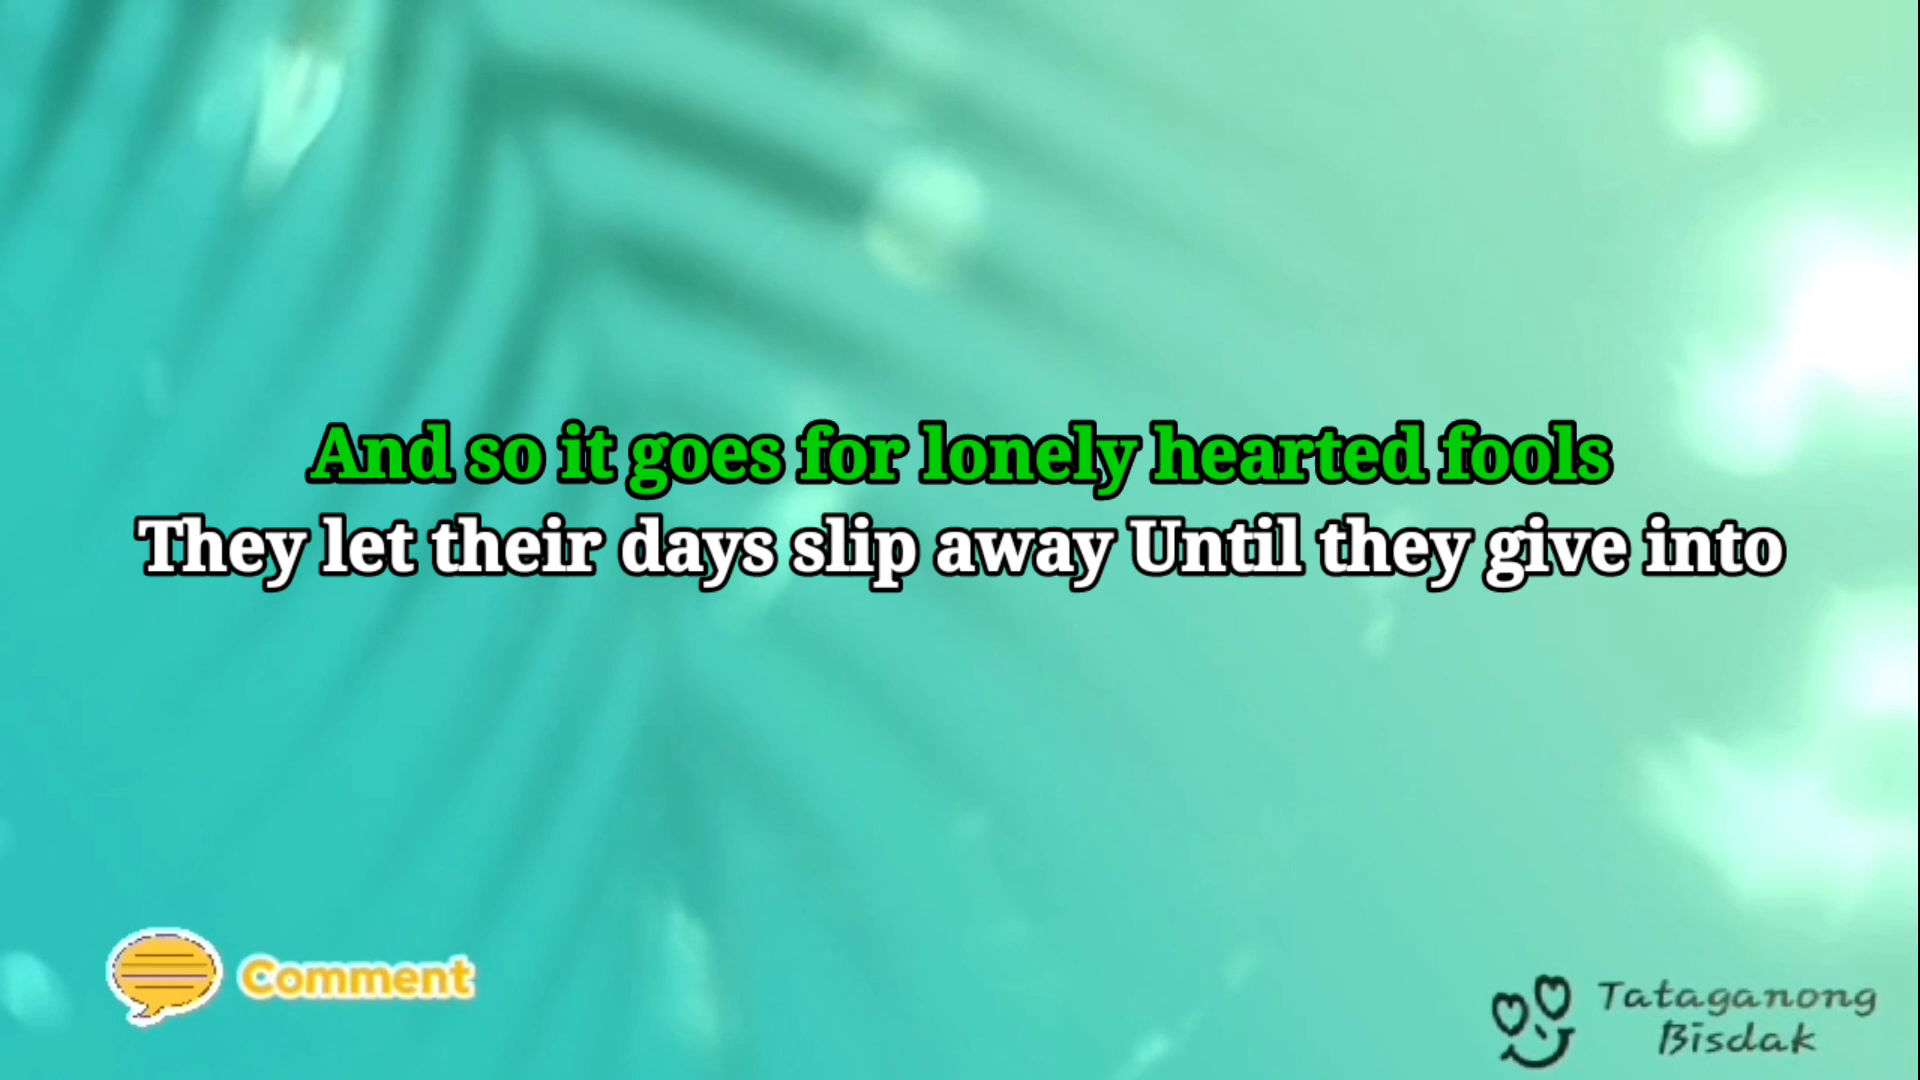 And so it goes for lonely hearted fools
They let their days slip away Until they give into
Comment
Tataganong
Bisdak